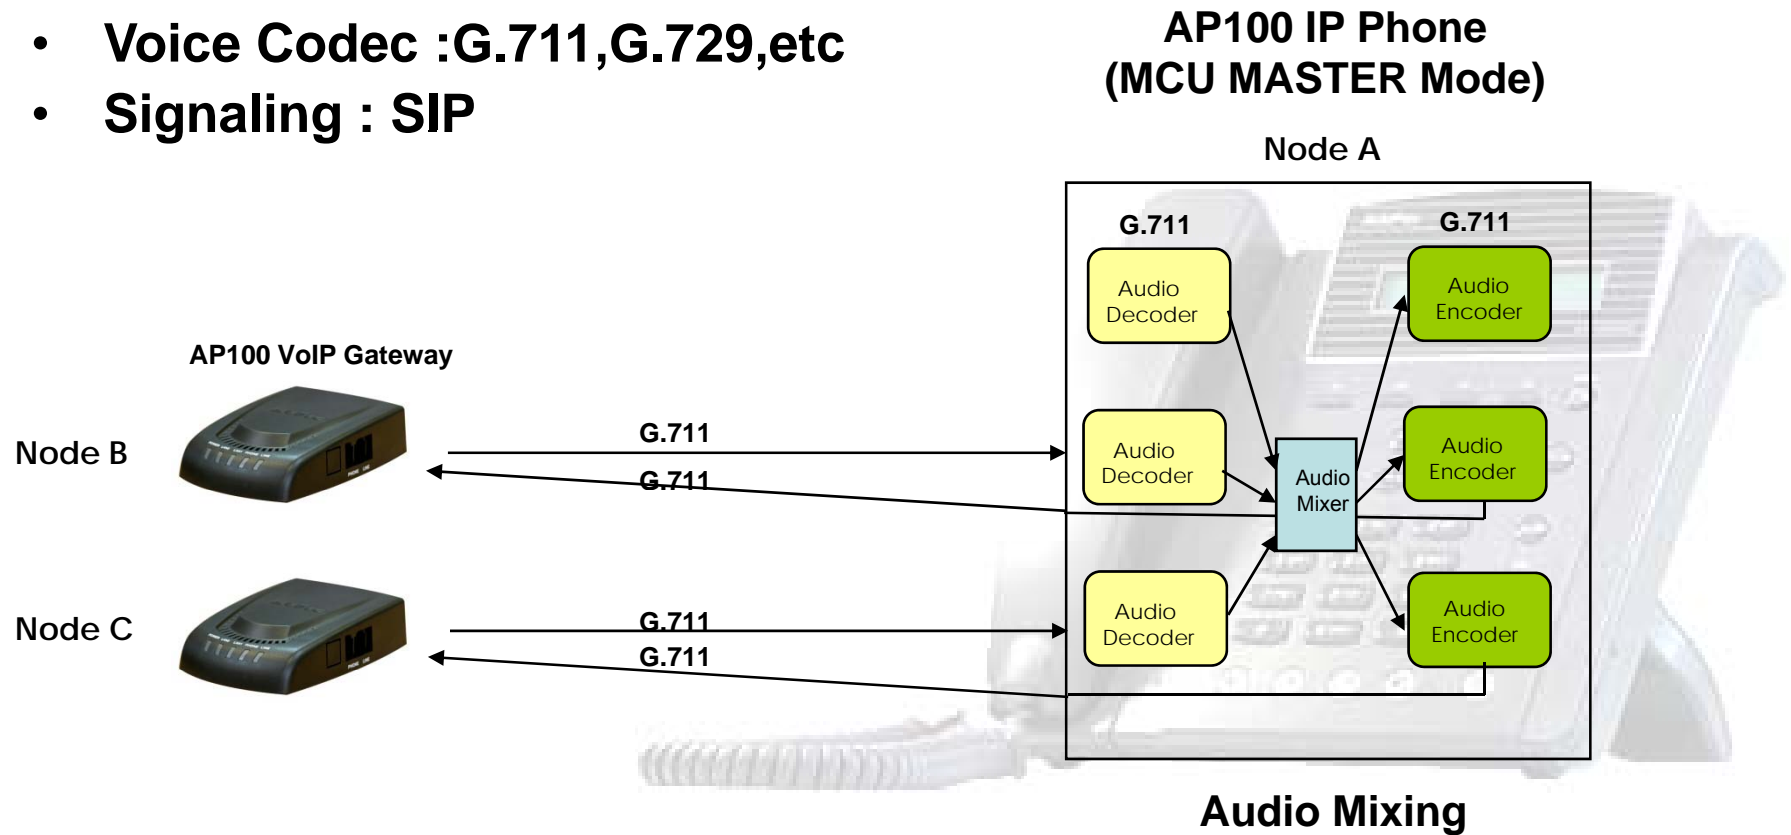 • Voice Codec :G.711,G.729,etc
• Signaling : SIP
AP100 IP Phone
(MCU MASTER Mode)
Node A
G.711
G.711
Audio
Decoder
Audio
Encoder
AP100 VoIP Gateway
Node B
G.711
G.711
Audio
Decoder
Audio
Mixer
Audio
Encoder
Node C
G.711
G.711
Audio
Decoder
Audio
Encoder
Audio Mixing